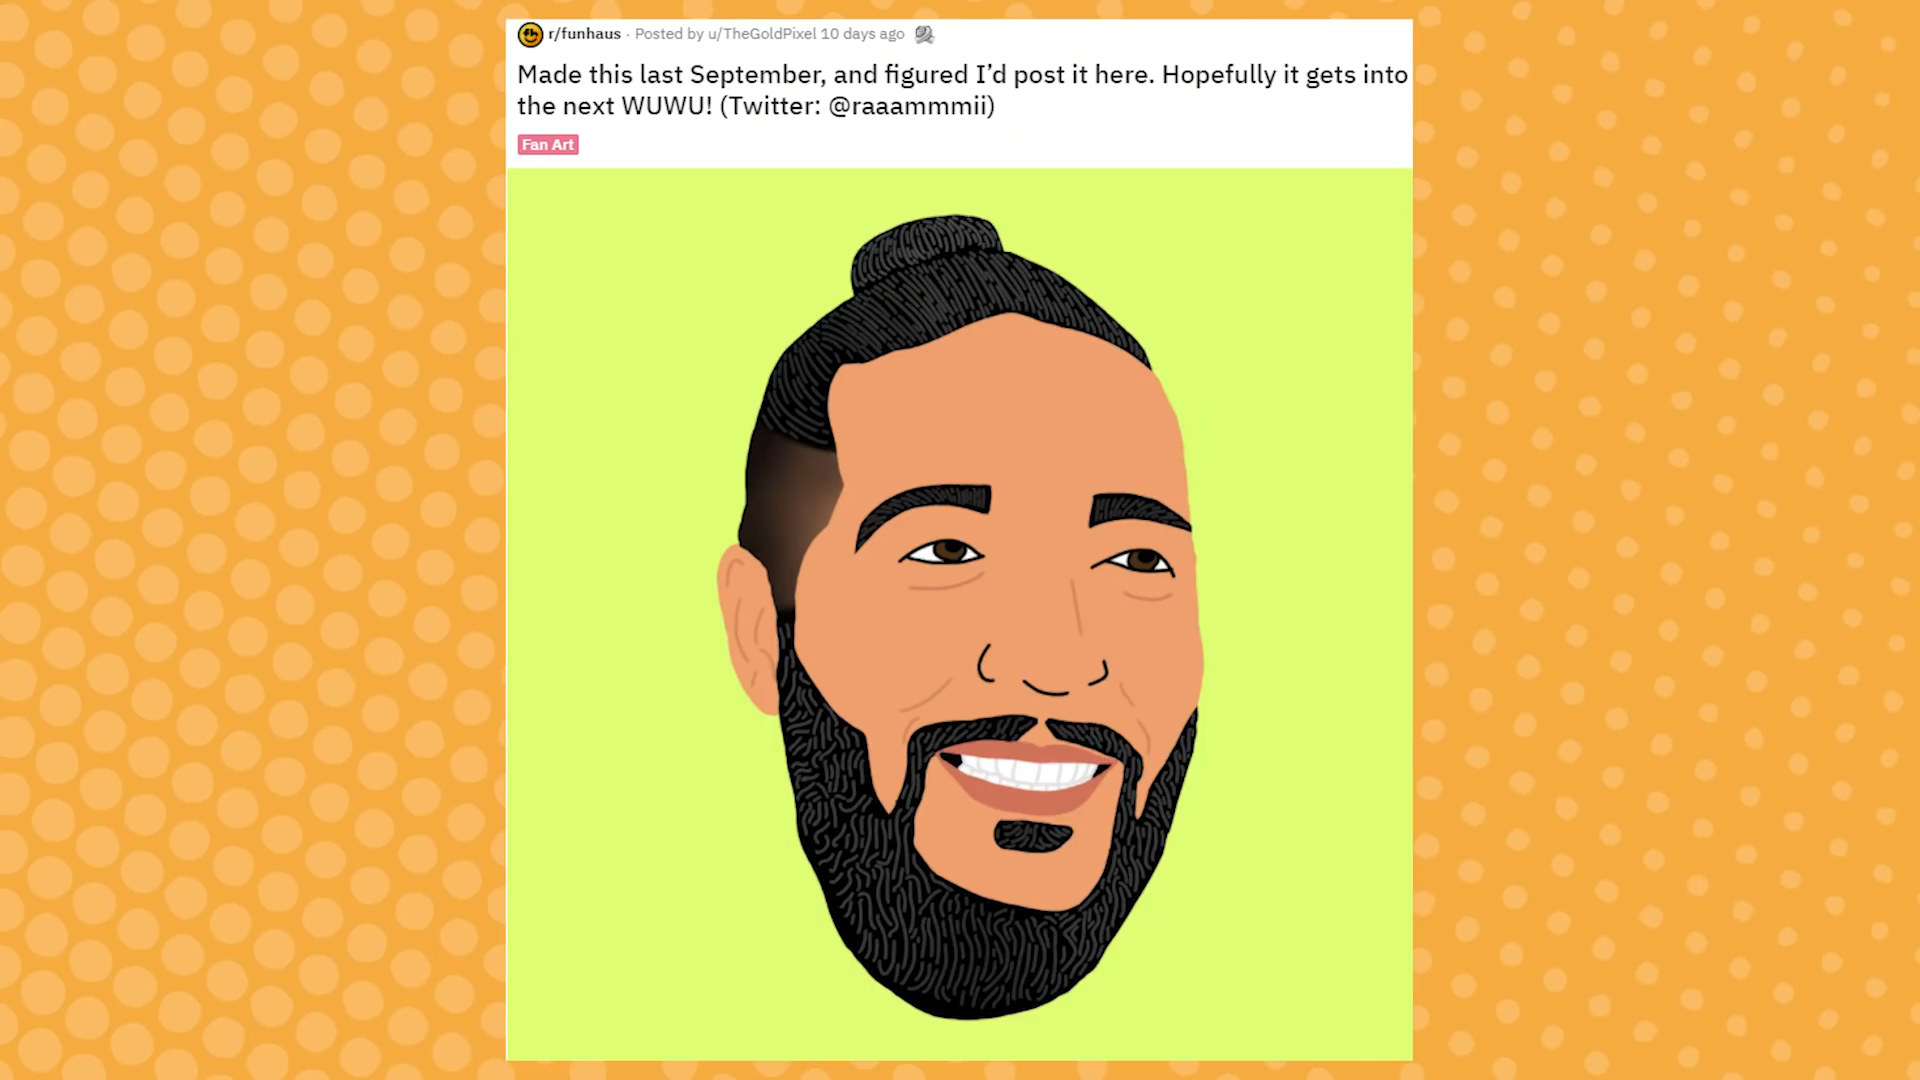 r/funhaus · Posted by u/TheGoldPixel 10 days ago
Made this last September, and figured I’d post it here. Hopefully it gets into
the next WUWU! (Twitter: @raaammmii)
Fan Art